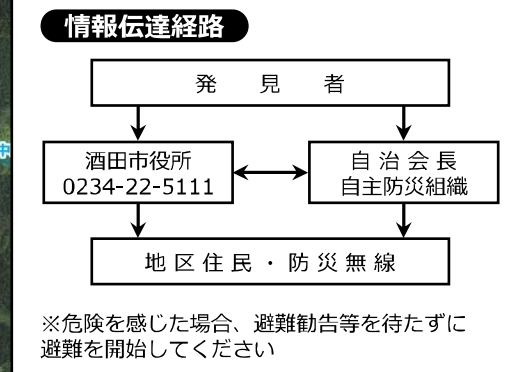 情報伝達経路
発見者
酒田市役所
0234-22-5111
自治会長
自主防災組織
地区住民・防災無線
※危険を感じた場合、避難勧告等を待たずに
避難を開始してください